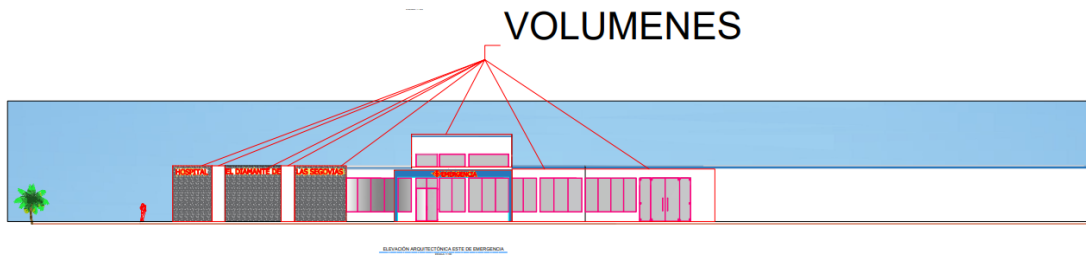 VOLUMENES
HOSPITAL
EL DIAMANTE DE
LAS SEGOVIAS
EMERGENCIA
ELEVACIÓN ARQUITECTÓNICA ESTE DE EMERGENCIA